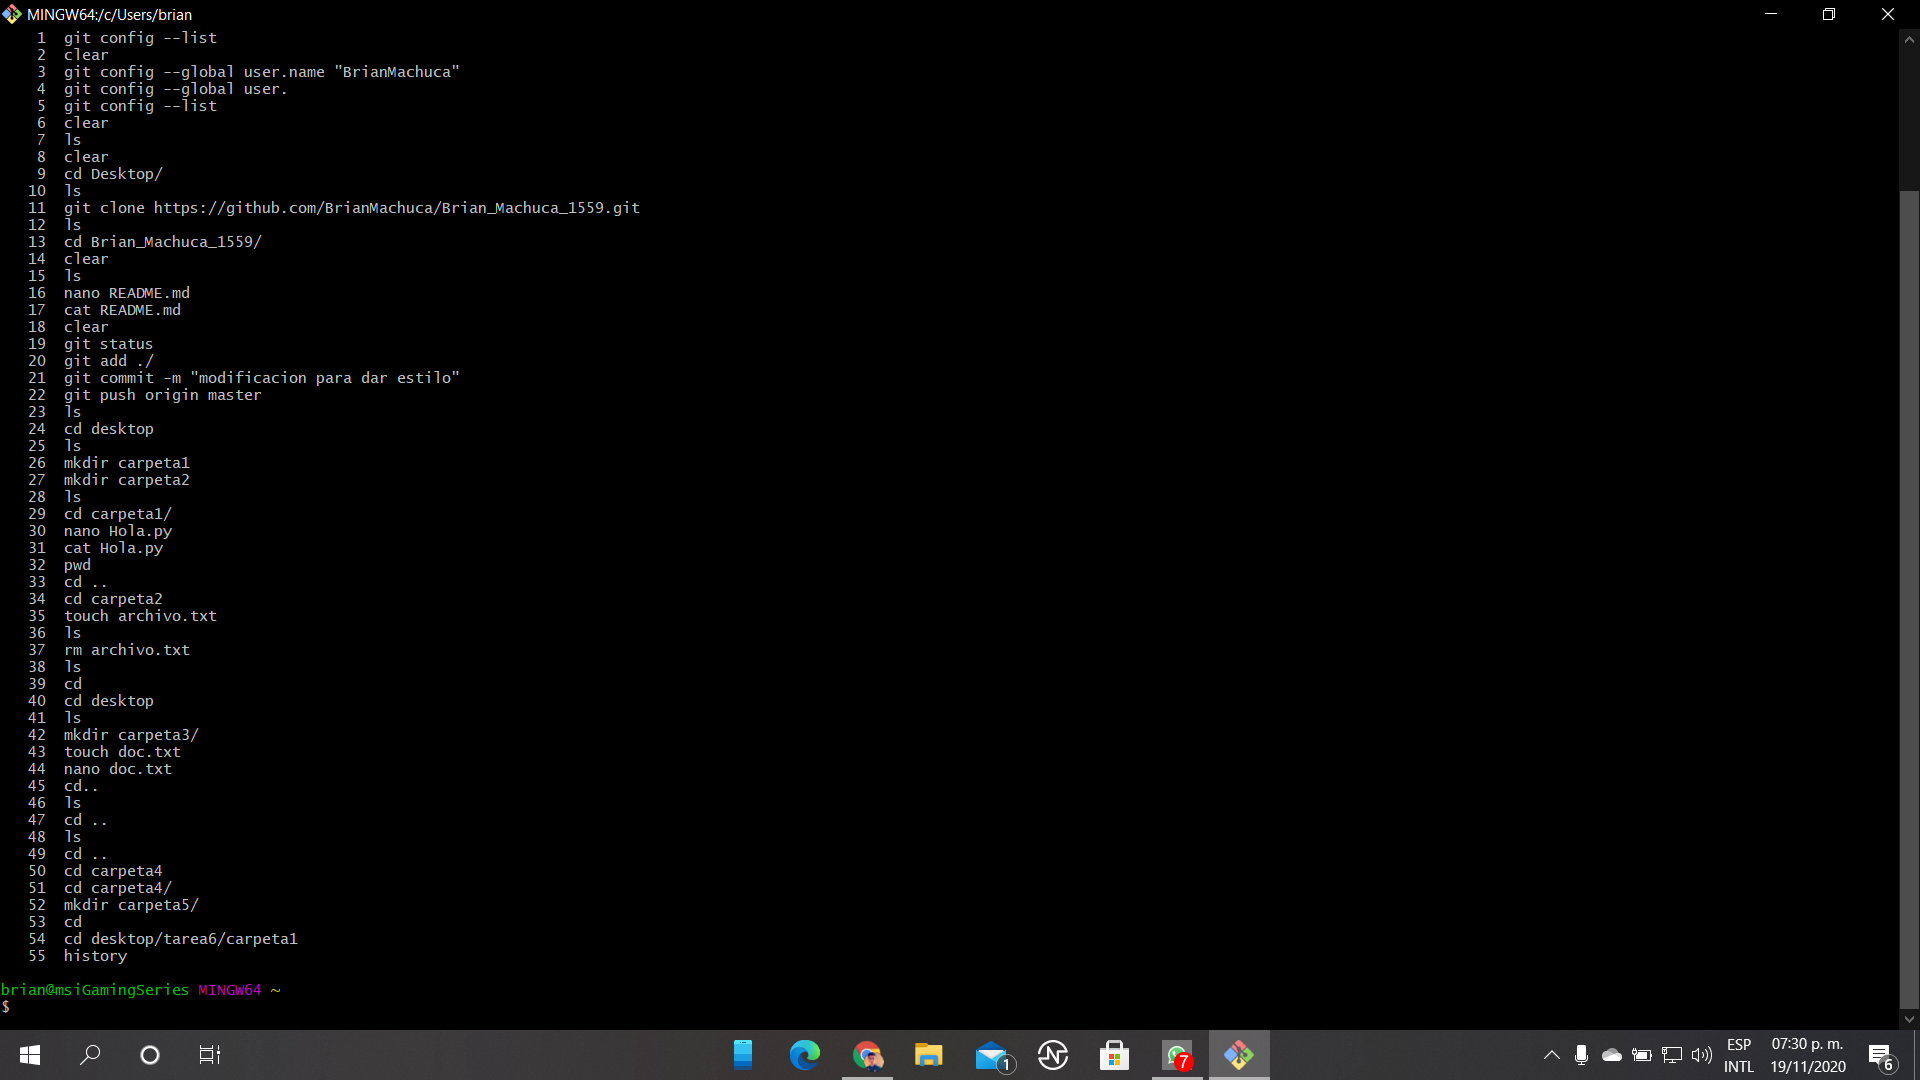 MINGW64:/c/Users/brian
1 git config --list
2 clear
3 git config --global user.name "BrianMachuca"
4 git config --global user.
5 git config --list
6 clear
7 ls
8 clear
9 cd Desktop/
10 ls
11 git clone https://github.com/BrianMachuca/Brian_Machuca_1559.git
12 ls
13 cd Brian_Machuca_1559/
14 clear
15 ls
16 nano README.md
17 cat README.md
18 clear
19 git status
20 git add ./
21 git commit -m "modificacion para dar estilo"
22 git push origin master
23 ls
24 cd desktop
25 ls
26 mkdir carpeta1
27 mkdir carpeta2
28 ls
29 cd carpeta1/
30 nano Hola.py
31 cat Hola.py
32 pwd
33 cd ..
34 cd carpeta2
35 touch archivo.txt
36 ls
37 rm archivo.txt
38 ls
39 cd
40 cd desktop
41 ls
42 mkdir carpeta3/
43 touch doc.txt
44 nano doc.txt
45 cd..
46 ls
47 cd ..
48 ls
49 cd ..
50 cd carpeta4
51 cd carpeta4/
52 mkdir carpeta5/
53 cd
54 cd desktop/tarea6/carpeta1
55 history
brian@msiGamingSeries MINGW64 ~
$
1
7
ESP
INTL
07:30 p. m.
19/11/2020
6